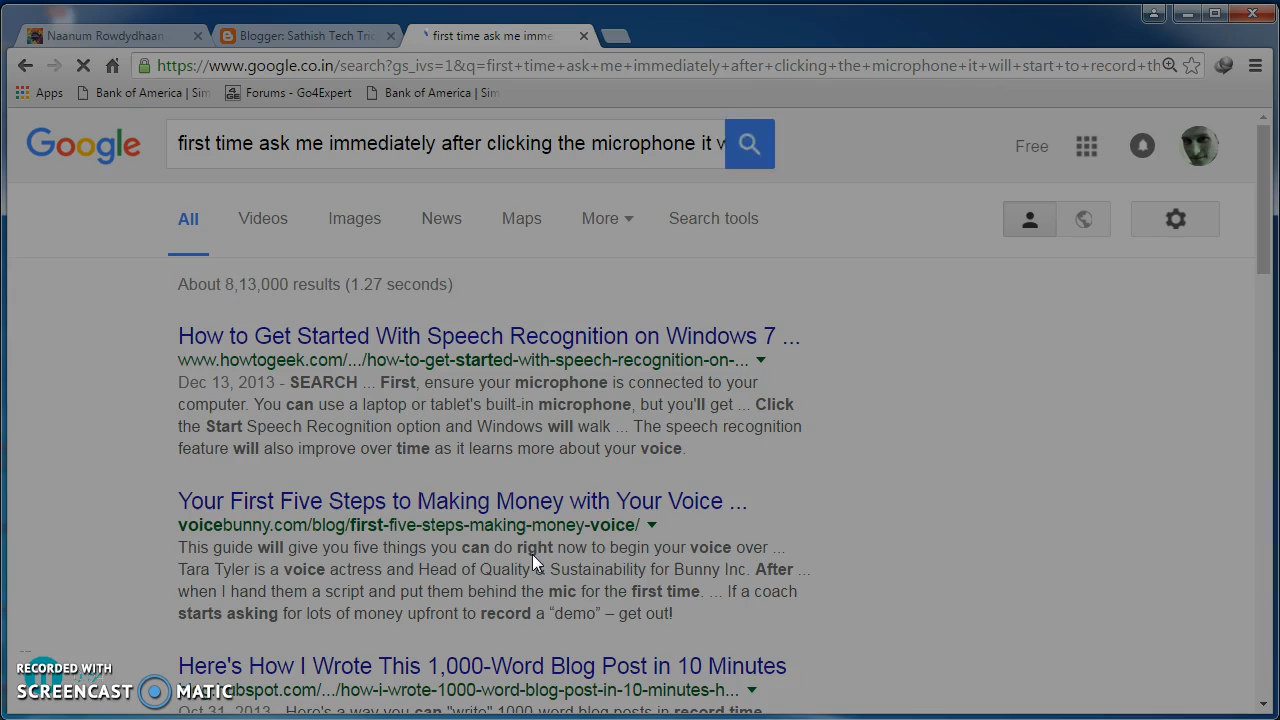 Naanum Rowdydhaan
Blogger: Sathish Tech Tric
first time ask me imme
https://www.google.co.in/search?gs_ivs=1&q=first+time+ask+me+immediately+after+clicking+the+microphone+it+will+start+to+record+th
Apps
Bank of America | Sim
Forums - Go4Expert
Bank of America | Sim
Google
first time ask me immediately after clicking the microphone it w
Free
All
Videos
Images
News
Maps
More
Search tools
About 8,13,000 results (1.27 seconds)
How to Get Started With Speech Recognition on Windows 7 ...
www.howtogeek.com/.../how-to-get-started-with-speech-recognition-on-...
Dec 13, 2013 - SEARCH ... First, ensure your microphone is connected to your
computer. You can use a laptop or tablet's built-in microphone, but you'll get ... Click
the Start Speech Recognition option and Windows will walk ... The speech recognition
feature will also improve over time as it learns more about your voice.
Your First Five Steps to Making Money with Your Voice ...
voicebunny.com/blog/first-five-steps-making-money-voice/
This guide will give you five things you can do right now to begin your voice over ...
Tara Tyler is a voice actress and Head of Quality & Sustainability for Bunny Inc. After ...
when I hand them a script and put them behind the mic for the first time. ... If a coach
starts asking for lots of money upfront to record a “demo” – get out!
Here's How I Wrote This 1,000-Word Blog Post in 10 Minutes
bspot.com/.../how-i-wrote-1000-word-blog-post-in-10-minutes-h...
Oct 31, 2013 - Here's a way you can "write" 1000 word blog posts in record time
RECORDED WITH
SCREENCAST MATIC